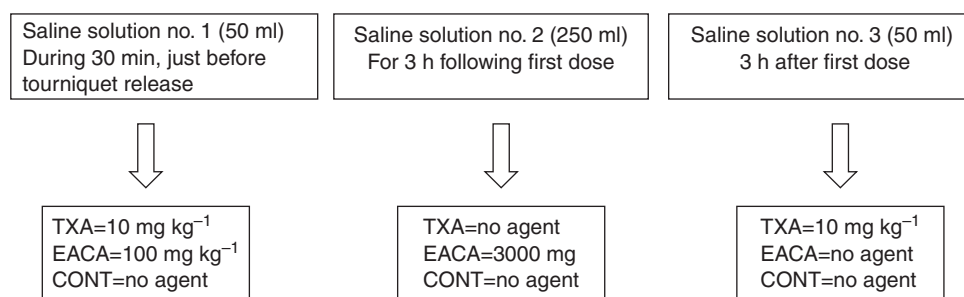 Saline solution no. 1 (50 ml)
During 30 min, just before
tourniquet release
Saline solution no. 2 (250 ml)
For 3 h following first dose
Saline solution no. 3 (50 ml)
3 h after first dose
TXA=10 mg kg⁻¹
EACA=100 mg kg⁻¹
CONT=no agent
TXA=no agent
EACA=3000 mg
CONT=no agent
TXA=10 mg kg⁻¹
EACA=no agent
CONT=no agent